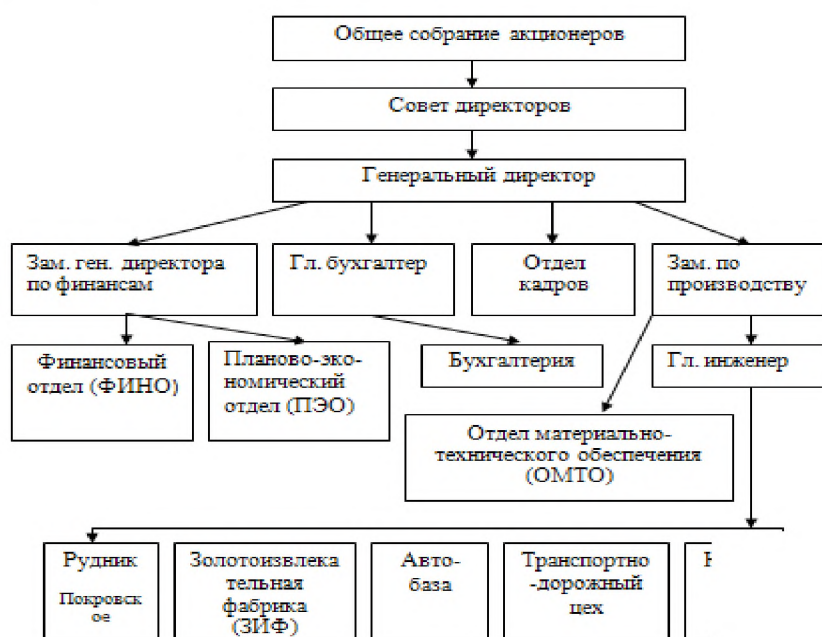 Общее собрание акционеров
Совет директоров
Генеральный директор
Зам. ген. директора
по финансам
Гл. бухгалтер
Отдел
кадров
Зам. по
производству
Финансовый
отдел (ФИНО)
Планово-эко-
номический
отдел (ПЭО)
Бухгалтерия
Гл. инженер
Отдел материально-
технического обеспечения
(ОМТО)
Рудник
Покровск
ое
Золотоизвлека
тельная
фабрика
(ЗИФ)
Авто-
база
Транспортно
-дорожный
цех